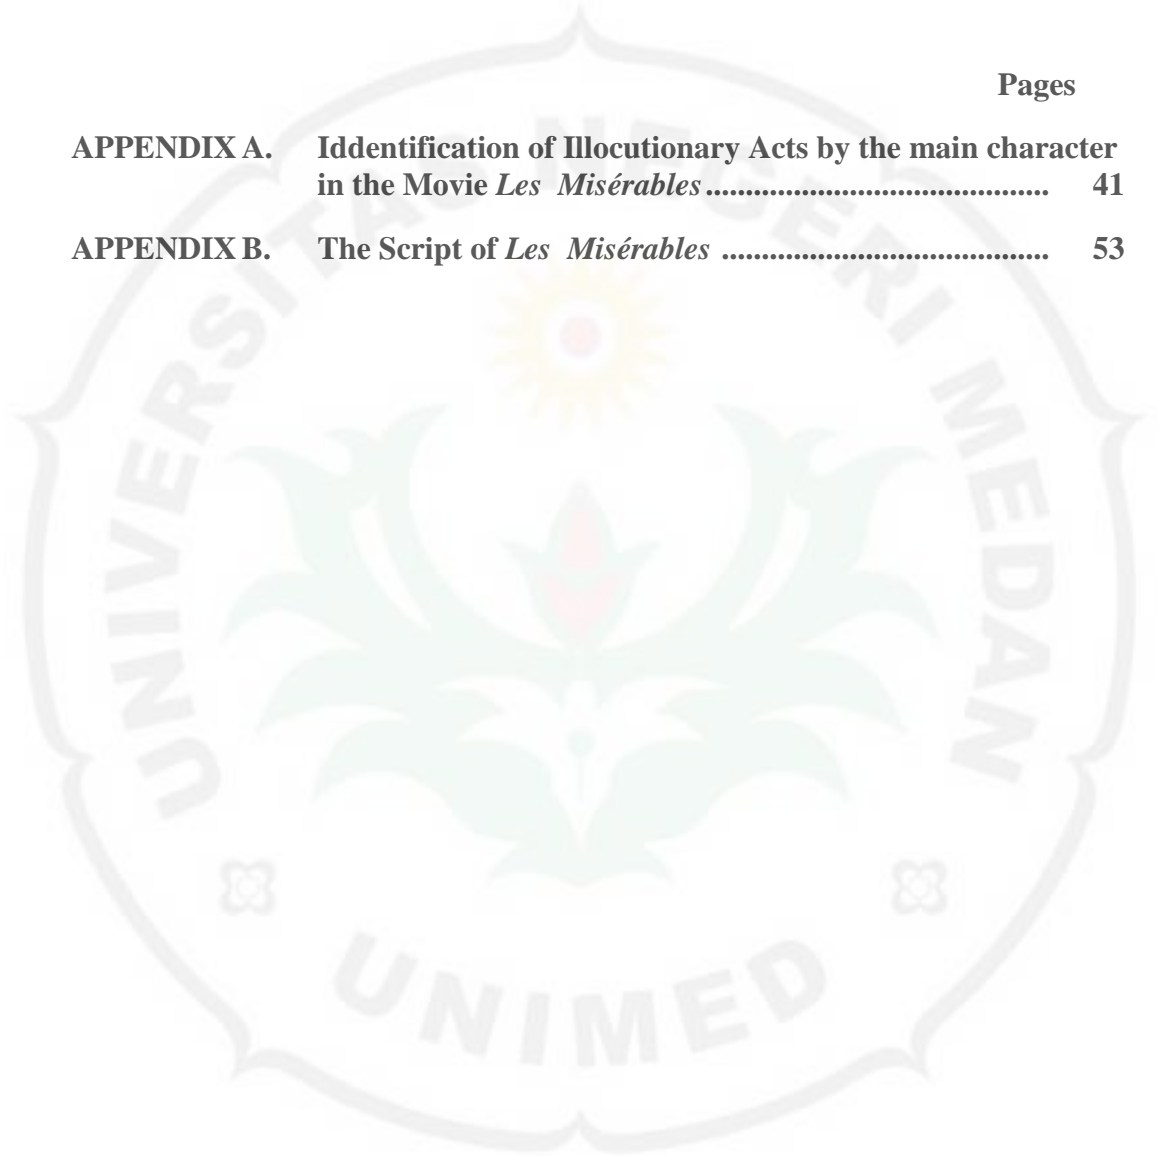 Pages
APPENDIX A. Iddentification of Illocutionary Acts by the main character
in the Movie Les Misérables ........................................... 41
APPENDIX B. The Script of Les Misérables ......................................... 53
UNIVERSITAS NEGERI MEDAN
UNIMED